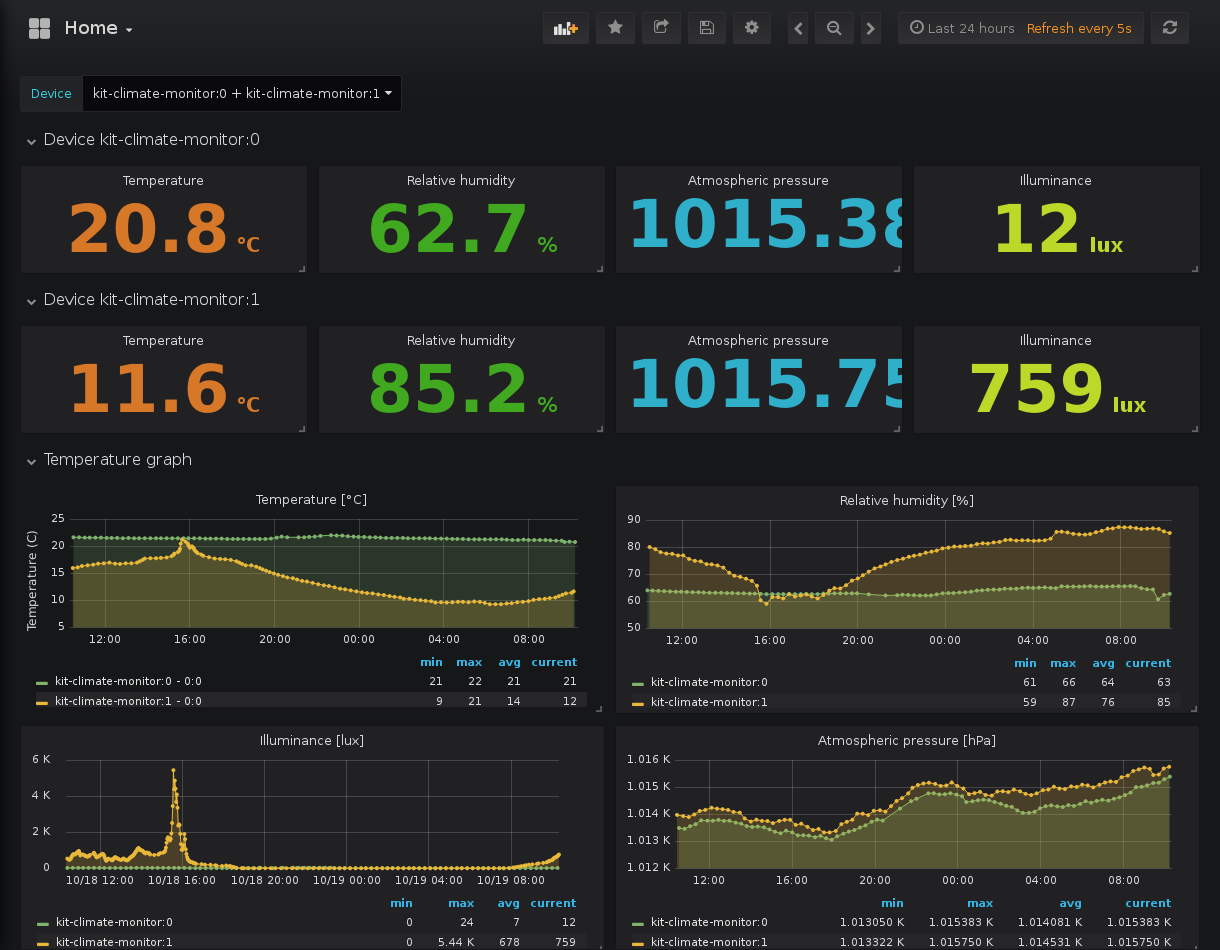 Home
Last 24 hours Refresh every 5s
Device kit-climate-monitor:0 + kit-climate-monitor:1
Device kit-climate-monitor:0
Temperature Relative humidity Atmospheric pressure Illuminance
20.8 °C 62.7 % 1015.38 12 lux
Device kit-climate-monitor:1
Temperature Relative humidity Atmospheric pressure Illuminance
11.6 °C 85.2 % 1015.75 759 lux
Temperature graph
Temperature [°C]
Temperature (C)
25
20
15
10
5
12:00 16:00 20:00 00:00 04:00 08:00
min max avg current
kit-climate-monitor:0 - 0:0 21 22 21 21
kit-climate-monitor:1 - 0:0 9 21 14 12
Relative humidity [%]
90
80
70
60
50
12:00 16:00 20:00 00:00 04:00 08:00
min max avg current
kit-climate-monitor:0 61 66 64 63
kit-climate-monitor:1 59 87 76 85
Illuminance [lux]
6 K
4 K
2 K
0
10/18 12:00 10/18 16:00 10/18 20:00 10/19 00:00 10/19 04:00 10/19 08:00
min max avg current
kit-climate-monitor:0 0 24 7 12
kit-climate-monitor:1 0 5.44 K 678 759
Atmospheric pressure [hPa]
1.016 K
1.015 K
1.014 K
1.013 K
1.012 K
12:00 16:00 20:00 00:00 04:00 08:00
min max avg current
kit-climate-monitor:0 1.013050 K 1.015383 K 1.014081 K 1.015383 K
kit-climate-monitor:1 1.013322 K 1.015750 K 1.014531 K 1.015750 K